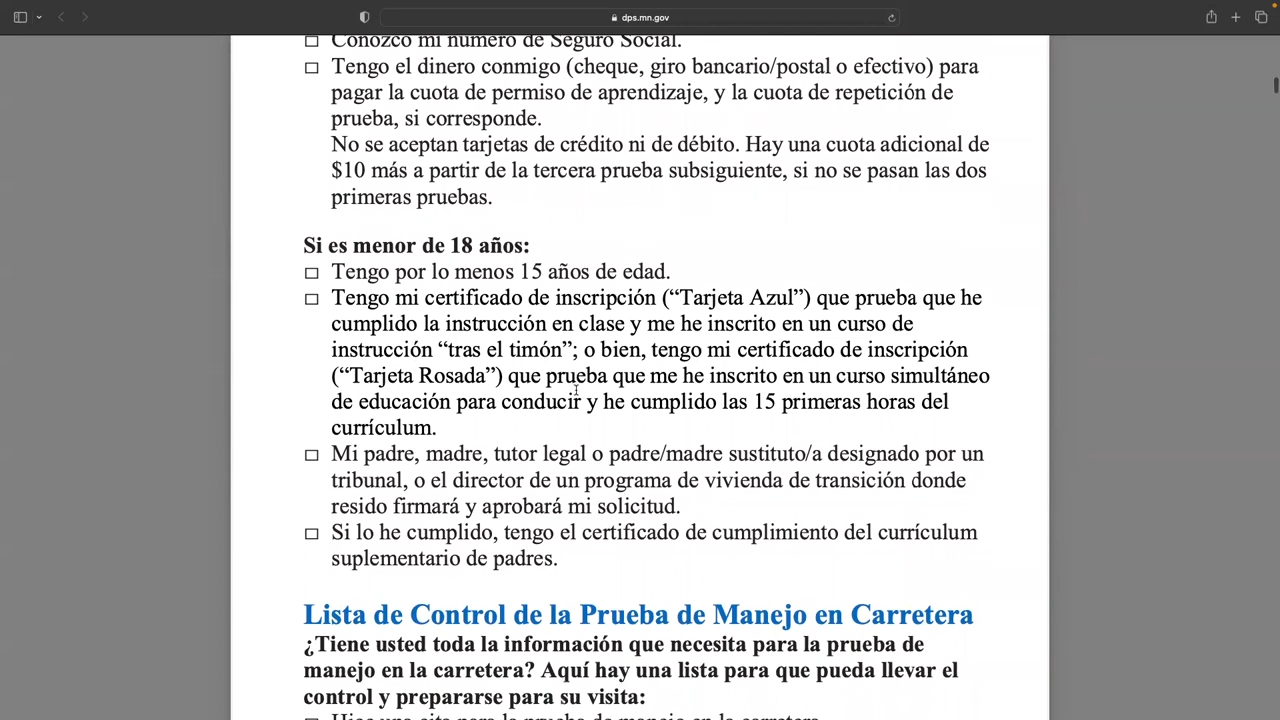 dps.mn.gov
□ Conozco mi número de Seguro Social.
□ Tengo el dinero conmigo (cheque, giro bancario/postal o efectivo) para
pagar la cuota de permiso de aprendizaje, y la cuota de repetición de
prueba, si corresponde.
No se aceptan tarjetas de crédito ni de débito. Hay una cuota adicional de
$10 más a partir de la tercera prueba subsiguiente, si no se pasan las dos
primeras pruebas.
Si es menor de 18 años:
□ Tengo por lo menos 15 años de edad.
□ Tengo mi certificado de inscripción (“Tarjeta Azul”) que prueba que he
cumplido la instrucción en clase y me he inscrito en un curso de
instrucción “tras el timón”; o bien, tengo mi certificado de inscripción
(“Tarjeta Rosada”) que prueba que me he inscrito en un curso simultáneo
de educación para conducir y he cumplido las 15 primeras horas del
currículum.
□ Mi padre, madre, tutor legal o padre/madre sustituto/a designado por un
tribunal, o el director de un programa de vivienda de transición donde
resido firmará y aprobará mi solicitud.
□ Si lo he cumplido, tengo el certificado de cumplimiento del currículum
suplementario de padres.
Lista de Control de la Prueba de Manejo en Carretera
¿Tiene usted toda la información que necesita para la prueba de
manejo en la carretera? Aquí hay una lista para que pueda llevar el
control y prepararse para su visita:
□ Hice una cita para la prueba de manejo en la carretera.